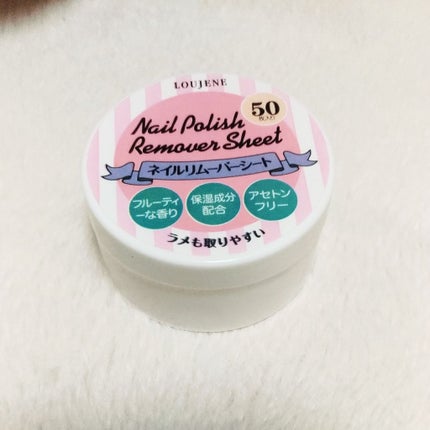 LOUJENE
50
枚入り
Nail Polish
Remover Sheet
ネイルリムーバーシート
フルーティ
ーな香り
保湿成分
配合
アセトン
フリー
ラメも取りやすい